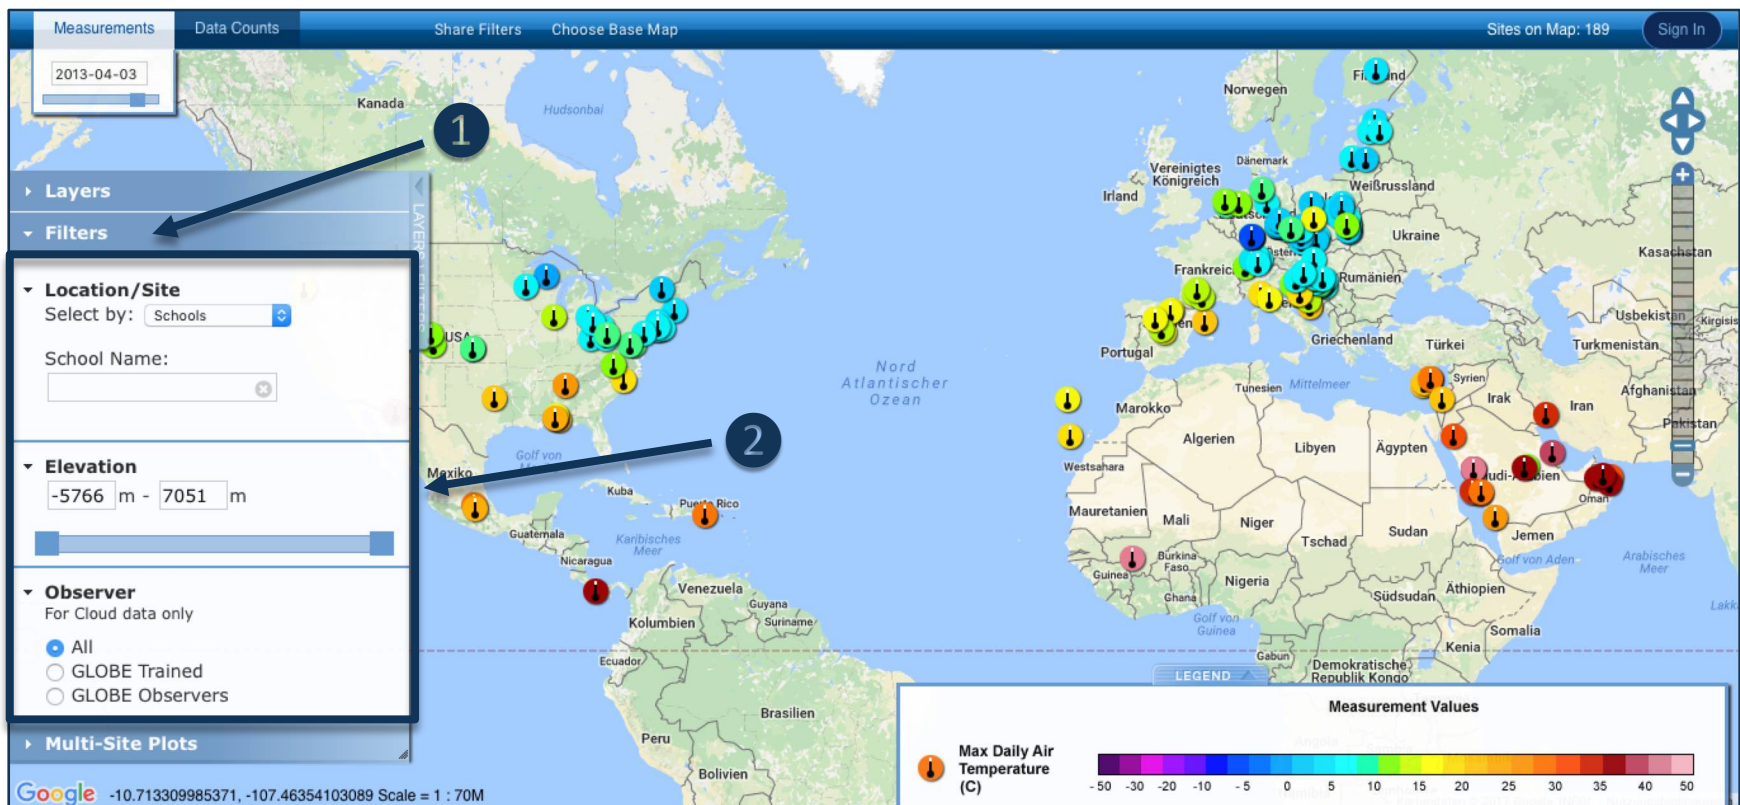 Measurements
Data Counts
Share Filters
Choose Base Map
Sites on Map: 189
Sign In
2013-04-03
1
Layers
Filters
LAYERS/FILTERS
Location/Site
Select by: Schools
School Name:
2
Elevation
-5766 m - 7051 m
Observer
For Cloud data only
All
GLOBE Trained
GLOBE Observers
Multi-Site Plots
Google
-10.713309985371, -107.46354103089 Scale = 1 : 70M
Kanada
Hudsonbai
USA
Golf von
Mexiko
Kuba
Puerto Rico
Guatemala
Karibisches
Meer
Nicaragua
Venezuela
Guyana
Suriname
Kolumbien
Ecuador
Brasilien
Peru
Bolivien
Nord
Atlantischer
Ozean
Norwegen
Vereinigtes
Königreich
Dänemark
Irland
Weißrussland
Ukraine
Kasachstan
Rumänien
Portugal
Griechenland
Türkei
Usbekistan
Kirgisis
Turkmenistan
Tunesien
Mittelmeer
Syrien
Irak
Iran
Afghanistan
Pakistan
Marokko
Algerien
Libyen
Ägypten
Westsahara
Oman
Mauretanien
Mali
Niger
Tschad
Sudan
Jemen
Golf von Aden
Arabisches
Meer
Burkina
Faso
Guinea
Ghana
Nigeria
Südsudan
Äthiopien
Golf von
Guinea
Somalia
Gabun
Demokratische
Republik Kongo
Kenia
LEGEND
Measurement Values
Max Daily Air
Temperature
(C)
- 50 -30 -20 -10 - 5 0 5 10 15 20 25 30 35 40 50